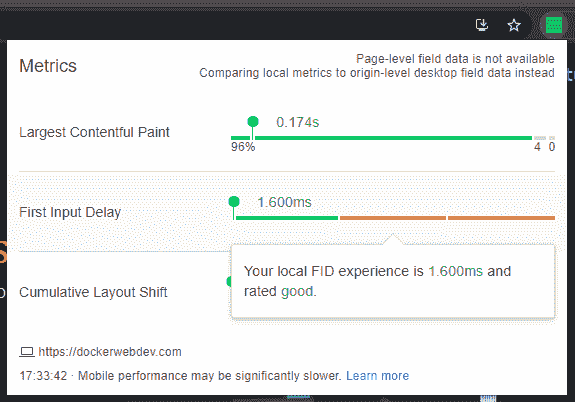 Metrics
Page-level field data is not available
Comparing local metrics to origin-level desktop field data instead
Largest Contentful Paint
0.174s
96%
4
0
First Input Delay
1.600ms
Your local FID experience is 1.600ms and
rated good.
Cumulative Layout Shift
https://dockerwebdev.com
17:33:42 · Mobile performance may be significantly slower. Learn more